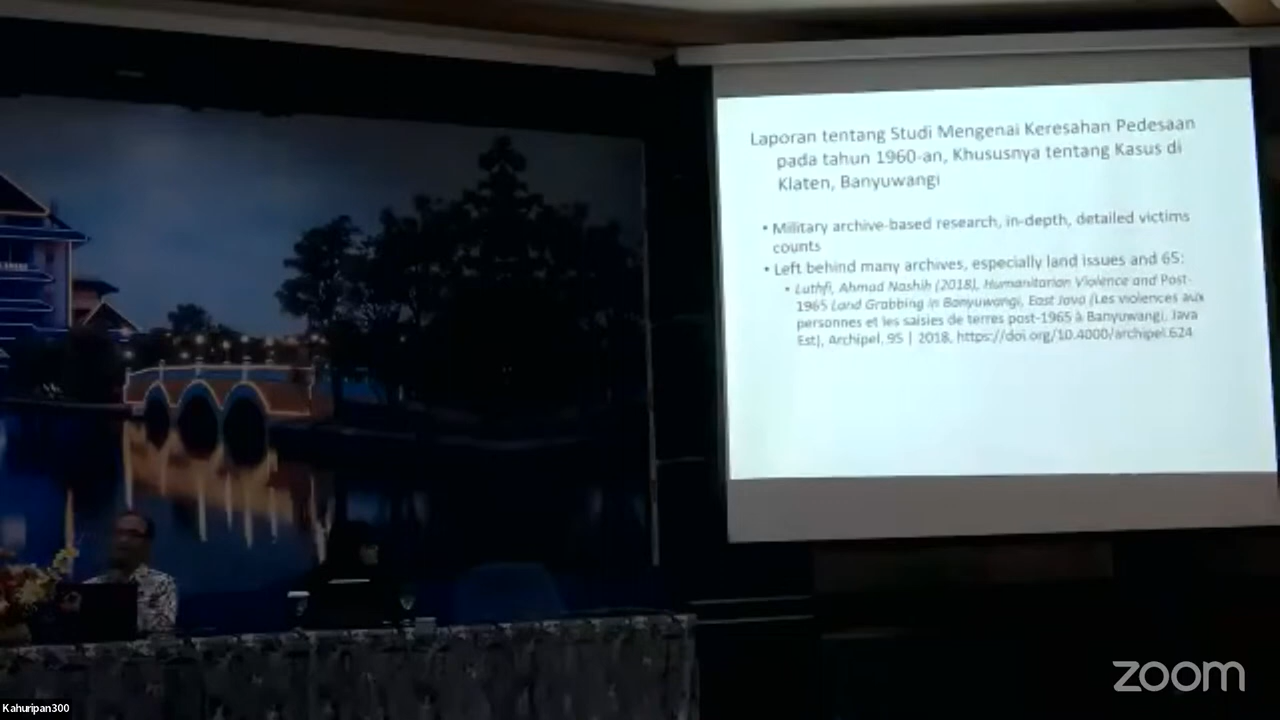 Laporan tentang Studi Mengenai Keresahan Pedesaan
pada tahun 1960-an, Khususnya tentang Kasus di
Klaten, Banyuwangi
• Military archive-based research, in-depth, detailed victims
counts
• Left behind many archives, especially land issues and 65:
• Luthfi, Ahmad Nashih (2018), Humanitarian Violence and Post-
1965 Land Grabbing in Banyuwangi, East Java (Les violences aux
personnes et les saisies de terres post-1965 à Banyuwangi, Java
Est), Archipel, 95 | 2018, https://doi.org/10.4000/archipel.624
zoom
Kahuripan300